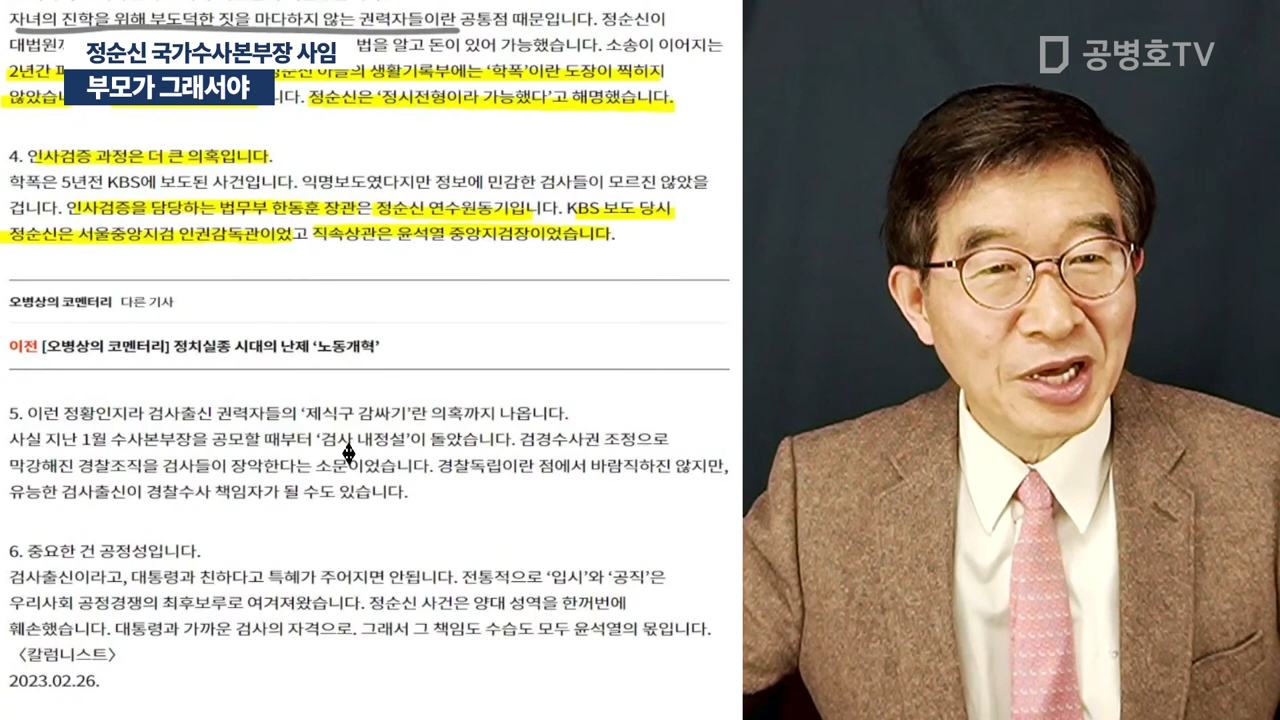 자녀의 진학을 위해 부도덕한 짓을 마다하지 않는 권력자들이란 공통점 때문입니다. 정순신이
법을 알고 돈이 있어 가능했습니다. 소송이 이어지는
2년간 아들의 생활기록부에는 ‘학폭’이란 도장이 찍히지
니다. 정순신은 ‘정시전형이라 가능했다’고 해명했습니다.
정순신 국가수사본부장 사임
부모가 그래서야
공병호TV
4. 인사검증 과정은 더 큰 의혹입니다.
학폭은 5년전 KBS에 보도된 사건입니다. 익명보도였다지만 정보에 민감한 검사들이 모르진 않았을
겁니다. 인사검증을 담당하는 법무부 한동훈 장관은 정순신 연수원동기입니다. KBS 보도 당시
정순신은 서울중앙지검 인권감독관이었고 직속상관은 윤석열 중앙지검장이었습니다.
오병상의 코멘터리 다른 기사
이전 [오병상의 코멘터리] 정치실종 시대의 난제 ‘노동개혁’
5. 이런 정황인지라 검사출신 권력자들의 ‘제식구 감싸기’란 의혹까지 나옵니다.
사실 지난 1월 수사본부장을 공모할 때부터 ‘검사 내정설’이 돌았습니다. 검경수사권 조정으로
막강해진 경찰조직을 검사들이 장악한다는 소문이었습니다. 경찰독립이란 점에서 바람직하진 않지만,
유능한 검사출신이 경찰수사 책임자가 될 수도 있습니다.
6. 중요한 건 공정성입니다.
검사출신이라고, 대통령과 친하다고 특혜가 주어지면 안됩니다. 전통적으로 ‘입시’와 ‘공직’은
우리사회 공정경쟁의 최후보루로 여겨져왔습니다. 정순신 사건은 양대 성역을 한꺼번에
훼손했습니다. 대통령과 가까운 검사의 자격으로. 그래서 그 책임도 수습도 모두 윤석열의 몫입니다.
〈칼럼니스트〉
2023.02.26.